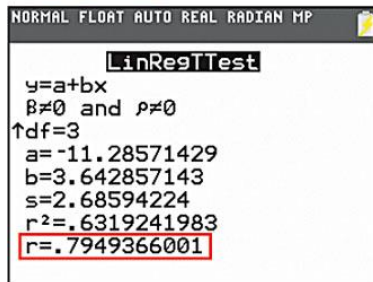 NORMAL FLOAT AUTO REAL RADIAN MP
LinRegTTest
y=a+bx
β≠0 and ρ≠0
↑df=3
a=-11.28571429
b=3.642857143
s=2.68594224
r²=.6319241983
r=.7949366001